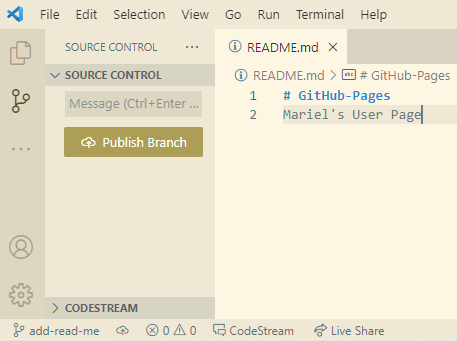 File Edit Selection View Go Run Terminal Help
SOURCE CONTROL ...
README.md
SOURCE CONTROL
Message (Ctrl+Enter ...
Publish Branch
README.md > # GitHub-Pages
1 # GitHub-Pages
2 Mariel's User Page
CODESTREAM
add-read-me 0 0 CodeStream Live Share